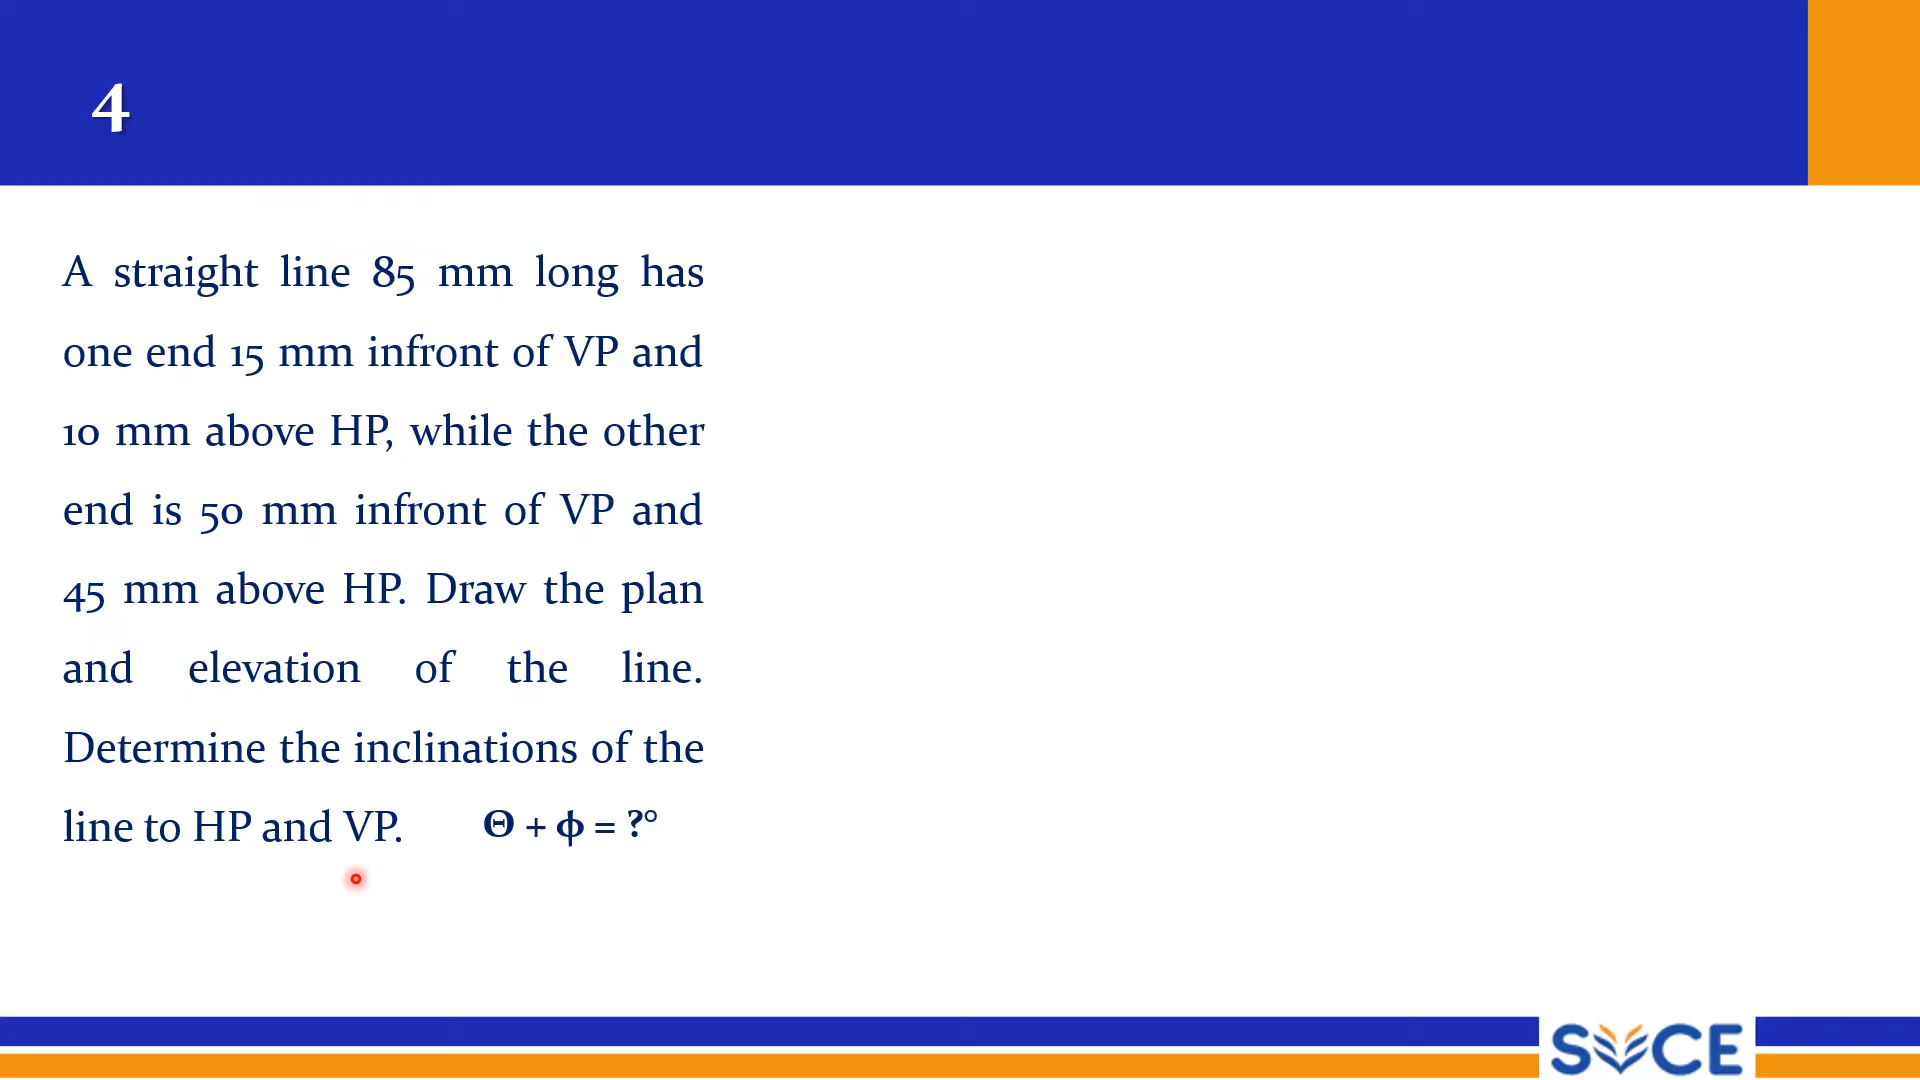 4
A straight line 85 mm long has
one end 15 mm infront of VP and
10 mm above HP, while the other
end is 50 mm infront of VP and
45 mm above HP. Draw the plan
and elevation of the line.
Determine the inclinations of the
line to HP and VP. Θ + ϕ = ?°
SVCE